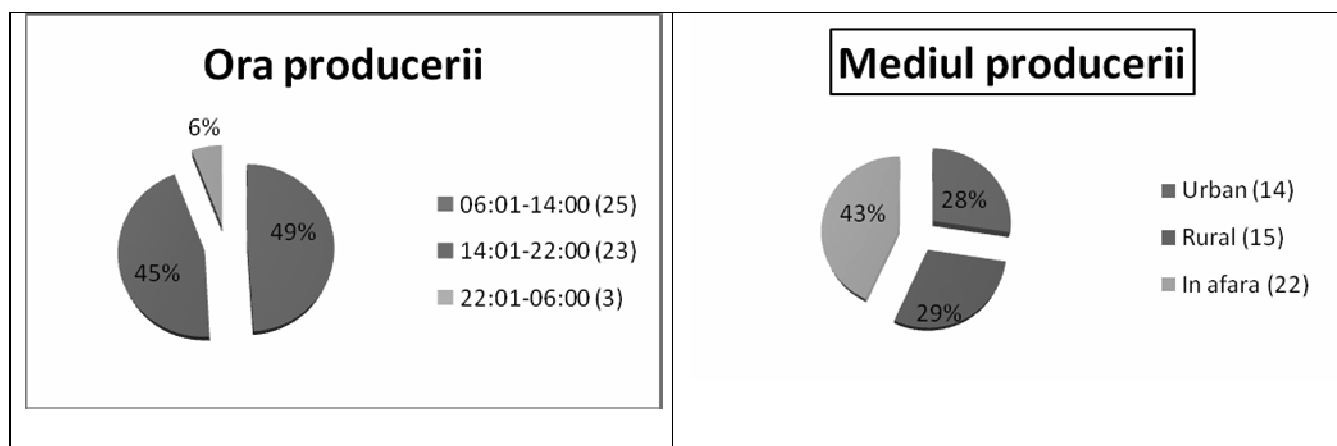 Ora producerii
6%
49%
45%
06:01-14:00 (25)
14:01-22:00 (23)
22:01-06:00 (3)
Mediul producerii
28%
43%
29%
Urban (14)
Rural (15)
In afara (22)